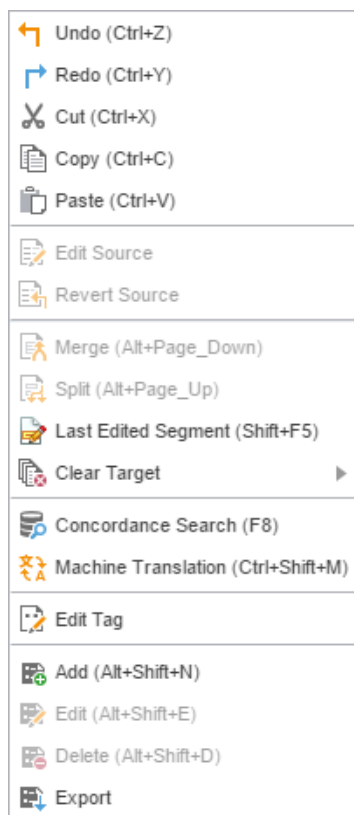 Undo (Ctrl+Z)
Redo (Ctrl+Y)
Cut (Ctrl+X)
Copy (Ctrl+C)
Paste (Ctrl+V)
Edit Source
Revert Source
Merge (Alt+Page_Down)
Split (Alt+Page_Up)
Last Edited Segment (Shift+F5)
Clear Target
Concordance Search (F8)
Machine Translation (Ctrl+Shift+M)
Edit Tag
Add (Alt+Shift+N)
Edit (Alt+Shift+E)
Delete (Alt+Shift+D)
Export